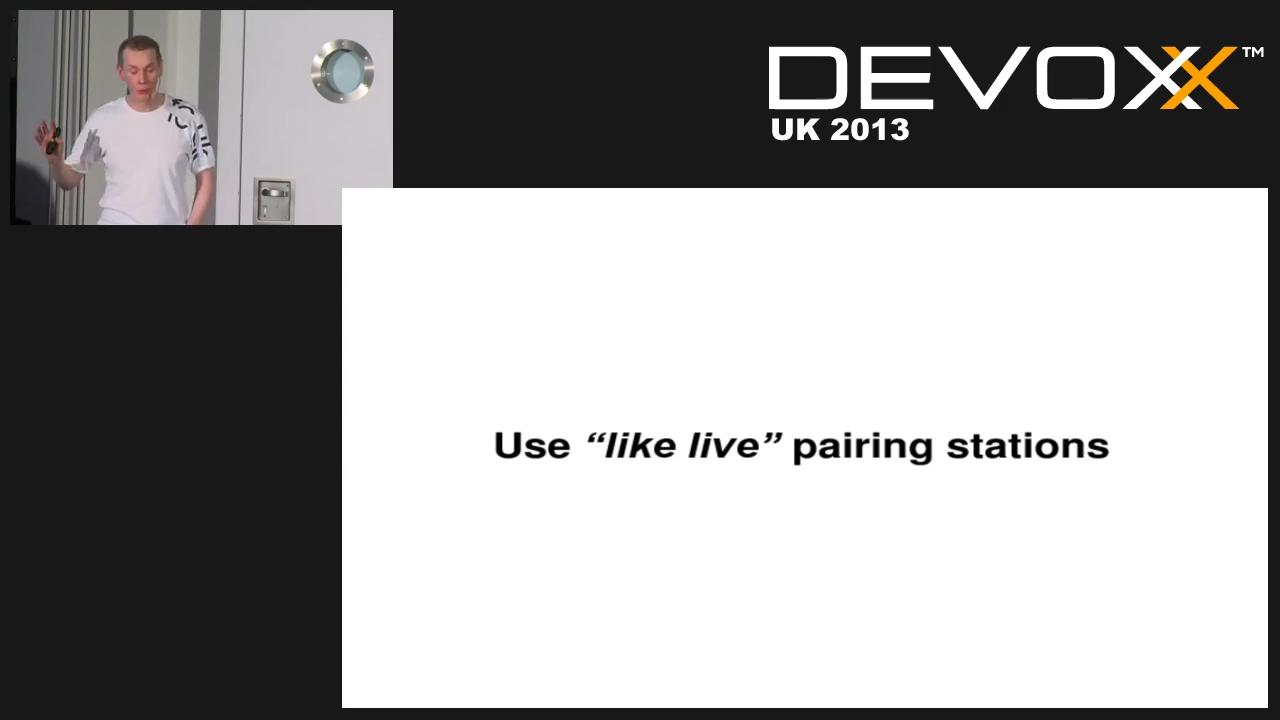 DEVOXX™
UK 2013
Use “like live” pairing stations